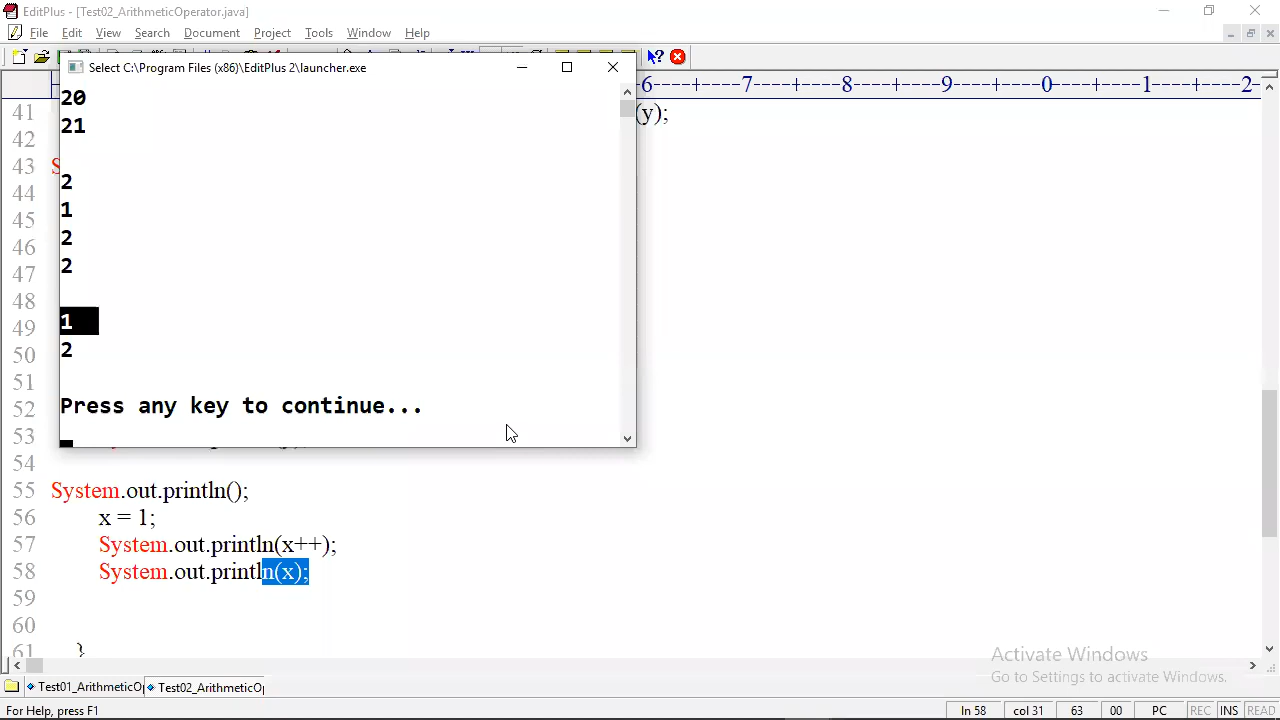 EditPlus - [Test02_ArithmeticOperator.java]
File Edit View Search Document Project Tools Window Help
Select C:\Program Files (x86)\EditPlus 2\launcher.exe
20
21
2
1
2
2
1
2
Press any key to continue...
6----+----7----+----8----+----9----+----0----+----1----+----2-
41 (y);
42
43 S
44
45
46
47
48
49
50
51
52
53
54
55 System.out.println();
56 x = 1;
57 System.out.println(x++);
58 System.out.println(x);
59
60
61 }
Activate Windows
Go to Settings to activate Windows.
Test01_ArithmeticO Test02_ArithmeticO
For Help, press F1 ln 58 col 31 63 00 PC REC INS READ